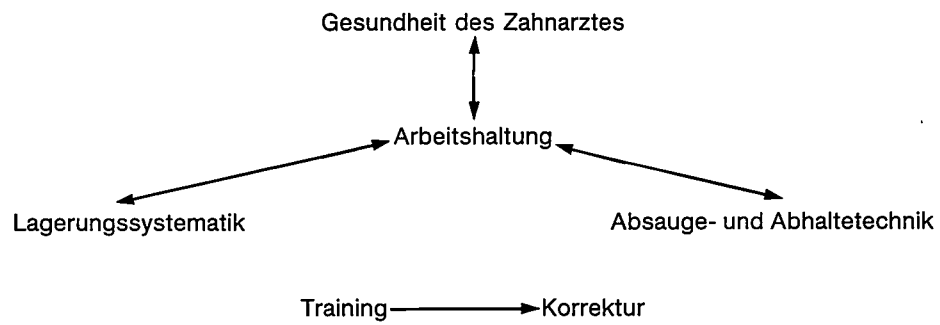 Gesundheit des Zahnarztes
Arbeitshaltung
Lagerungssystematik
Absauge- und Abhaltetechnik
Training Korrektur